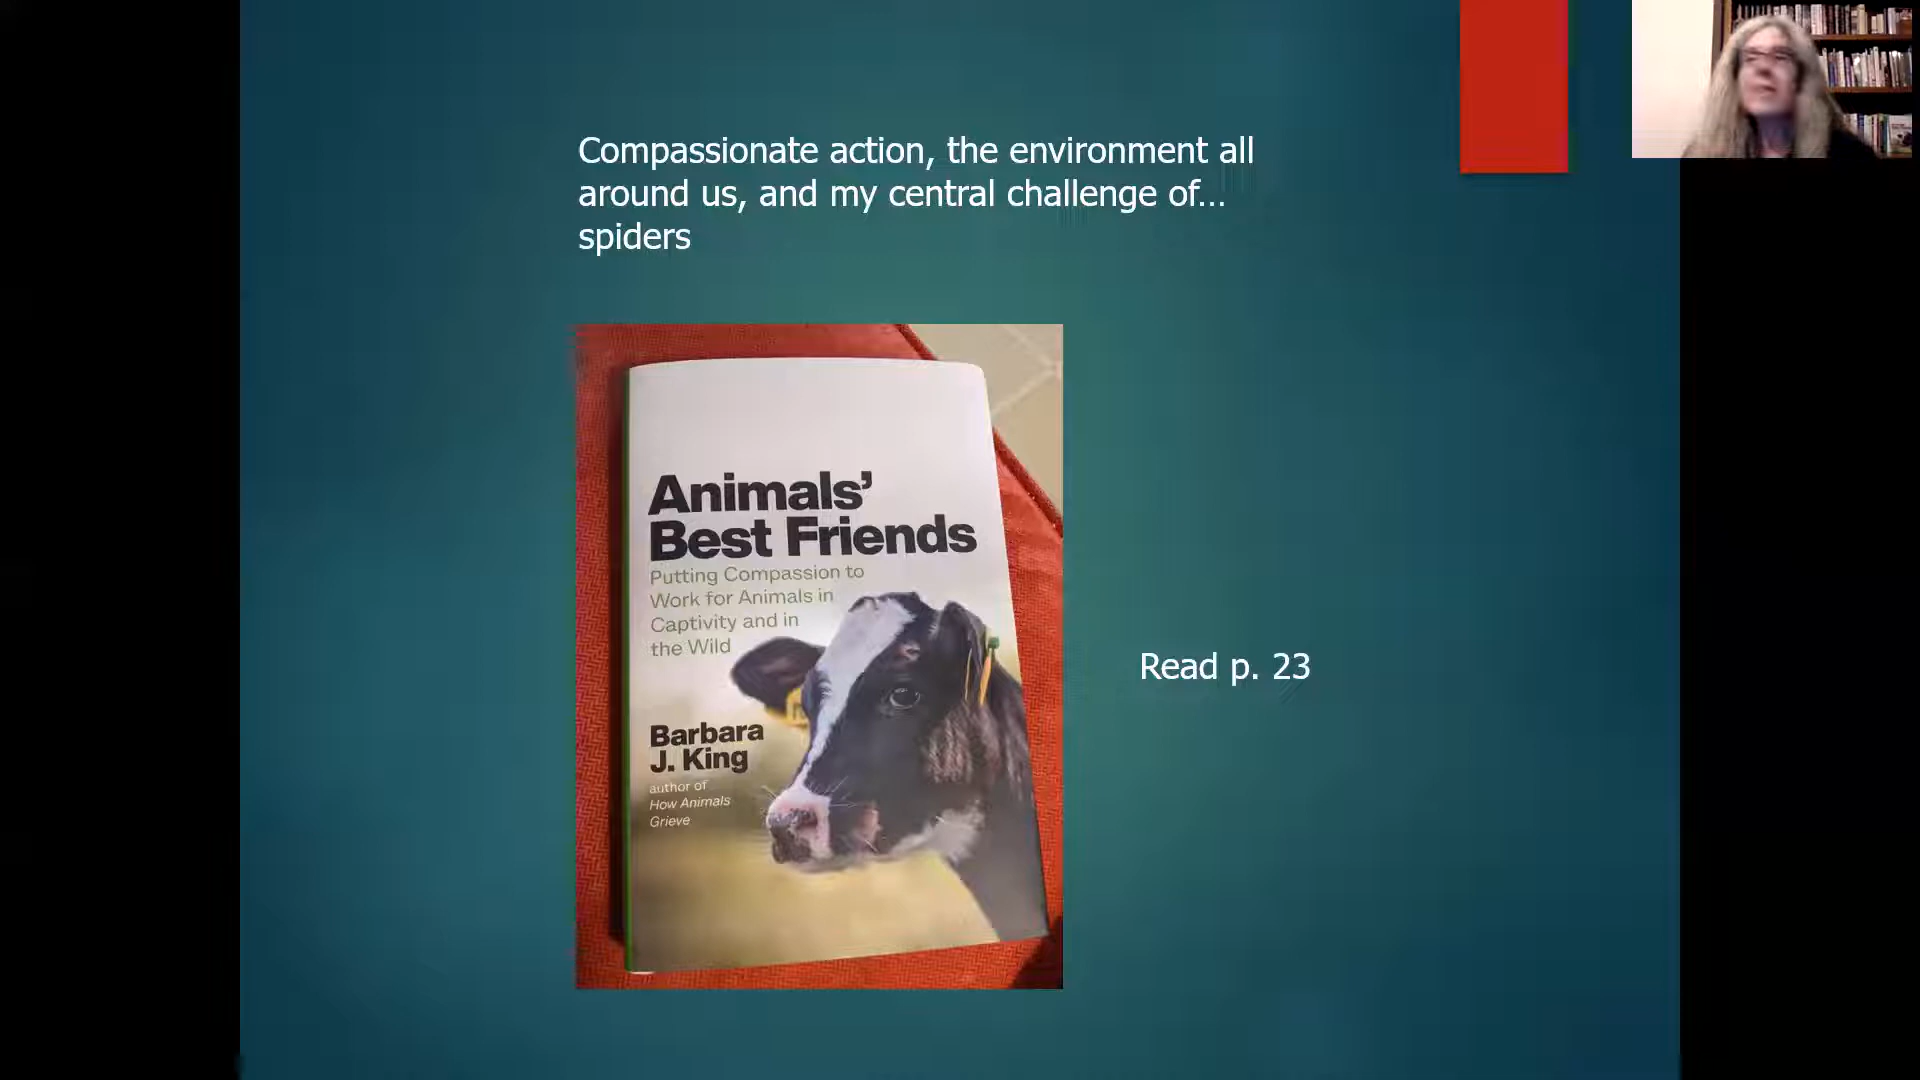 Compassionate action, the environment all
around us, and my central challenge of...
spiders
Animals’
Best Friends
Putting Compassion to
Work for Animals in
Captivity and in
the Wild
Barbara
J. King
author of
How Animals
Grieve
Read p. 23